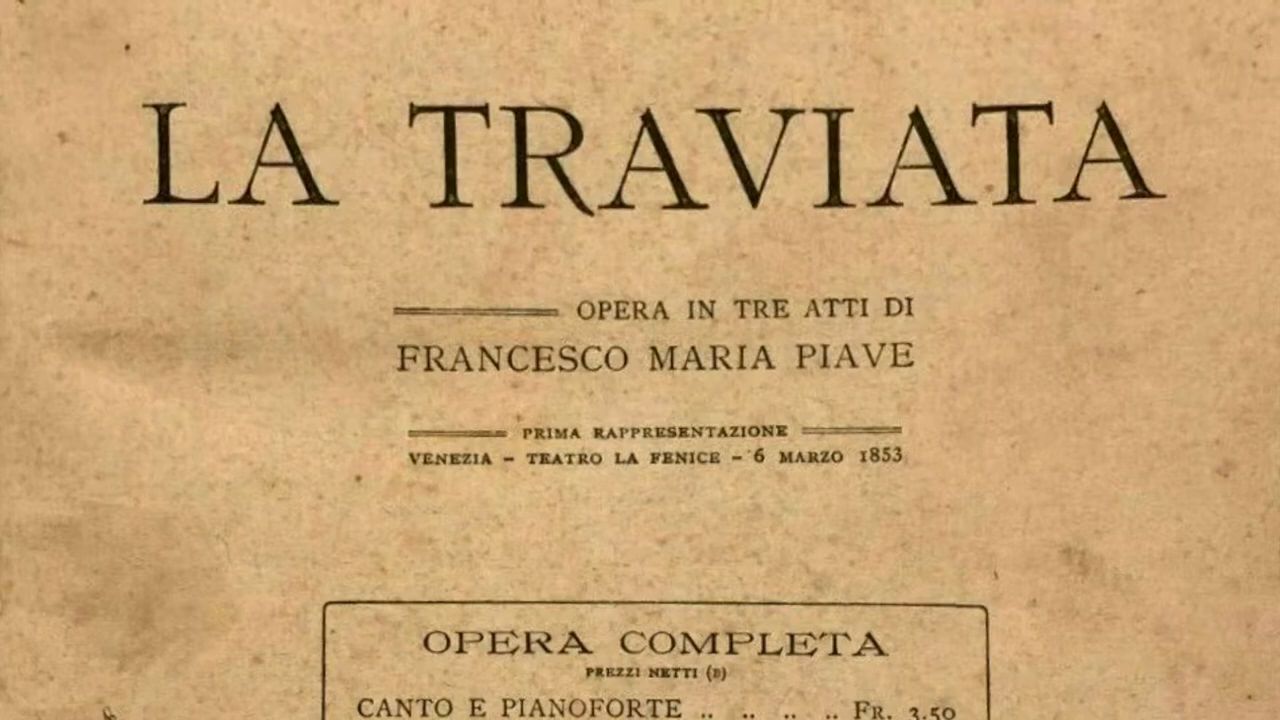 LA TRAVIATA
OPERA IN TRE ATTI DI
FRANCESCO MARIA PIAVE
PRIMA RAPPRESENTAZIONE
VENEZIA - TEATRO LA FENICE - 6 MARZO 1853
OPERA COMPLETA
PREZZI NETTI (B)
CANTO E PIANOFORTE .. .. .. .. FR. 3.50